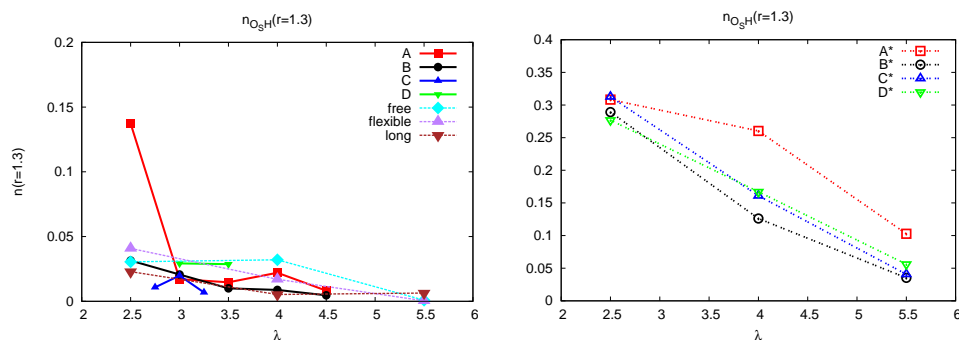 n_{O_SH}(r=1.3)
n(r=1.3)
0.2
0.15
0.1
0.05
0
2 2.5 3 3.5 4 4.5 5 5.5 6
λ
A
B
C
D
free
flexible
long
n_{O_SH}(r=1.3)
0.4
0.35
0.3
0.25
0.2
0.15
0.1
0.05
0
2 2.5 3 3.5 4 4.5 5 5.5 6
λ
A*
B*
C*
D*